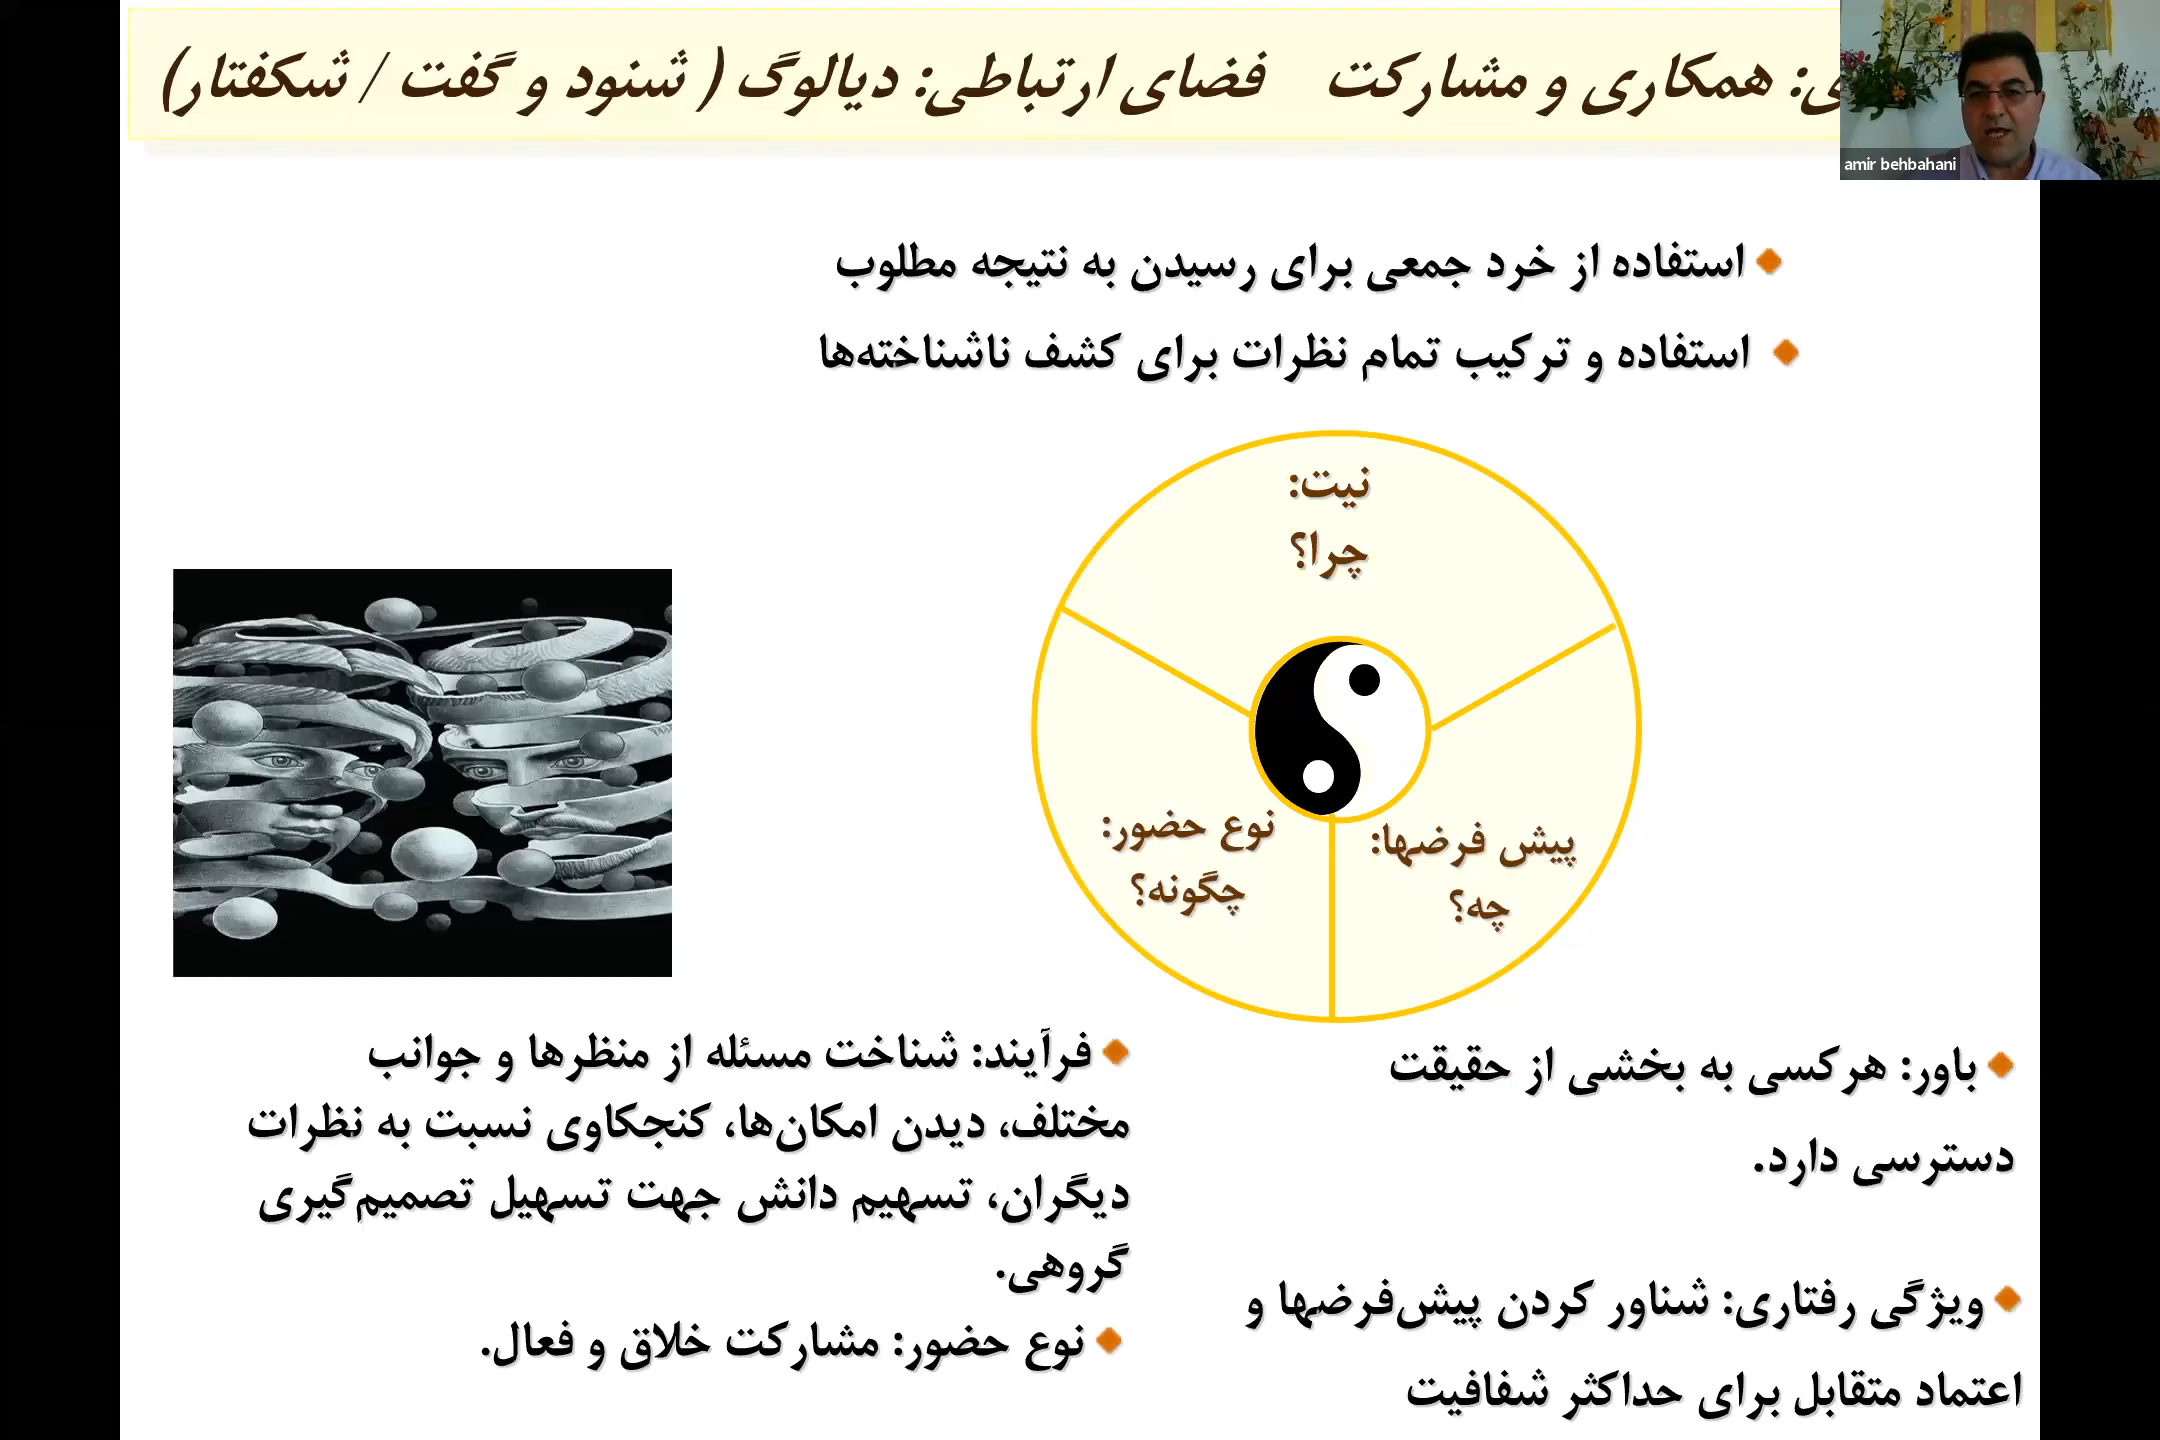 همکاری و مشارکت فضای ارتباطی: دیالوگ ( شنود و گفت / شکفتار)
amir behbahani
استفاده از خرد جمعی برای رسیدن به نتیجه مطلوب
استفاده و ترکیب تمام نظرات برای کشف ناشناخته‌ها
نیت:
چرا؟
پیش فرضها:
چه؟
نوع حضور:
چگونه؟
باور: هرکسی به بخشی از حقیقت
دسترسی دارد.
ویژگی رفتاری: شناور کردن پیش‌فرضها و
اعتماد متقابل برای حداکثر شفافیت
فرآیند: شناخت مسئله از منظرها و جوانب
مختلف، دیدن امکان‌ها، کنجکاوی نسبت به نظرات
دیگران، تسهیم دانش جهت تسهیل تصمیم‌گیری
گروهی.
نوع حضور: مشارکت خلاق و فعال.